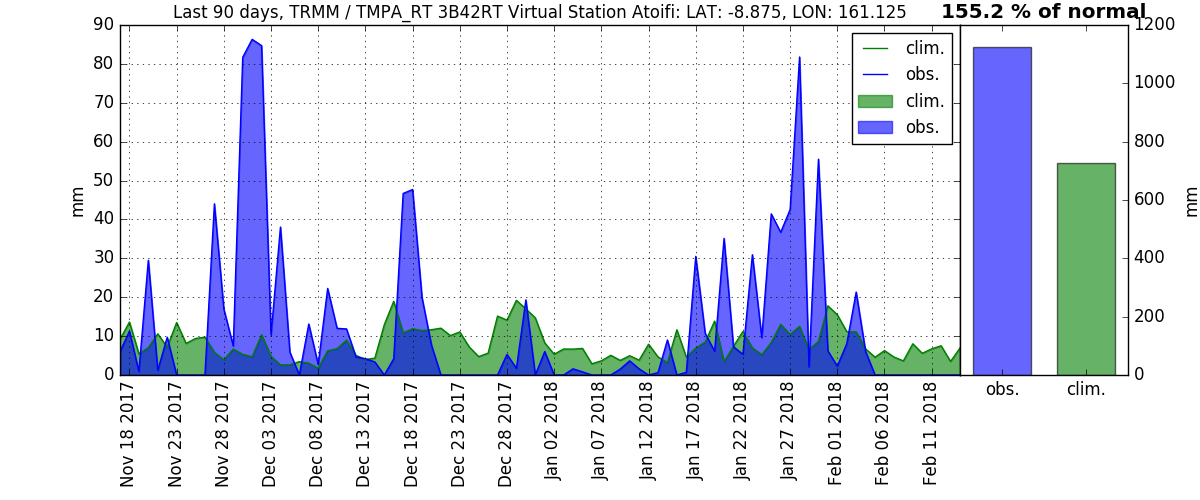 Last 90 days, TRMM / TMPA_RT 3B42RT Virtual Station Atoifi: LAT: -8.875, LON: 161.125
155.2 % of normal
90
80
70
60
50
40
30
20
10
0
mm
clim.
obs.
clim.
obs.
Nov 18 2017
Nov 23 2017
Nov 28 2017
Dec 03 2017
Dec 08 2017
Dec 13 2017
Dec 18 2017
Dec 23 2017
Dec 28 2017
Jan 02 2018
Jan 07 2018
Jan 12 2018
Jan 17 2018
Jan 22 2018
Jan 27 2018
Feb 01 2018
Feb 06 2018
Feb 11 2018
1200
1000
800
600
400
200
0
mm
obs.
clim.